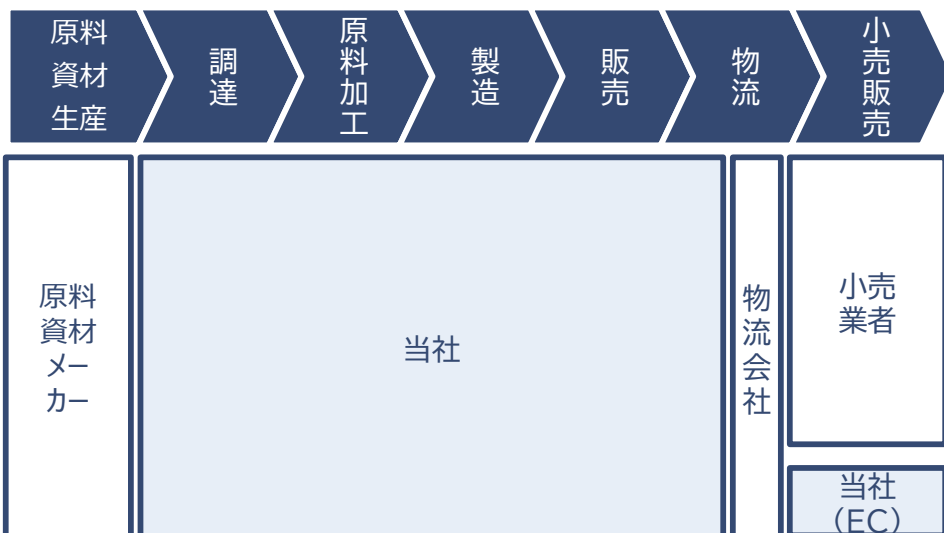 原料
資材
生産
調達
原料加工
製造
販売
物流
小売販売
原料
資材
メー
カー
当社
物流会社
小売
業者
当社
（EC）